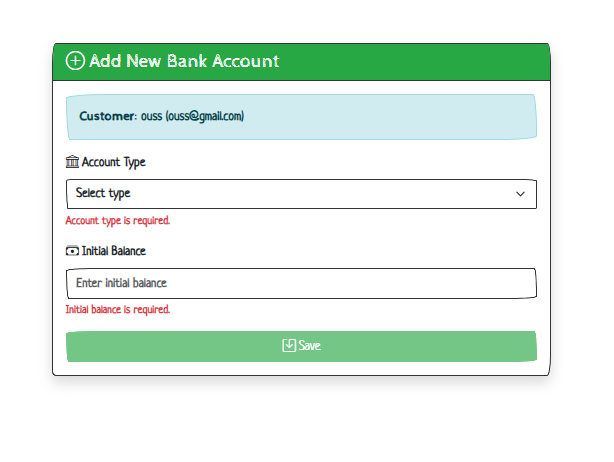 Add New Bank Account
Customer: ouss (ouss@gmail.com)
Account Type
Select type
Account type is required.
Initial Balance
Enter initial balance
Initial balance is required.
Save